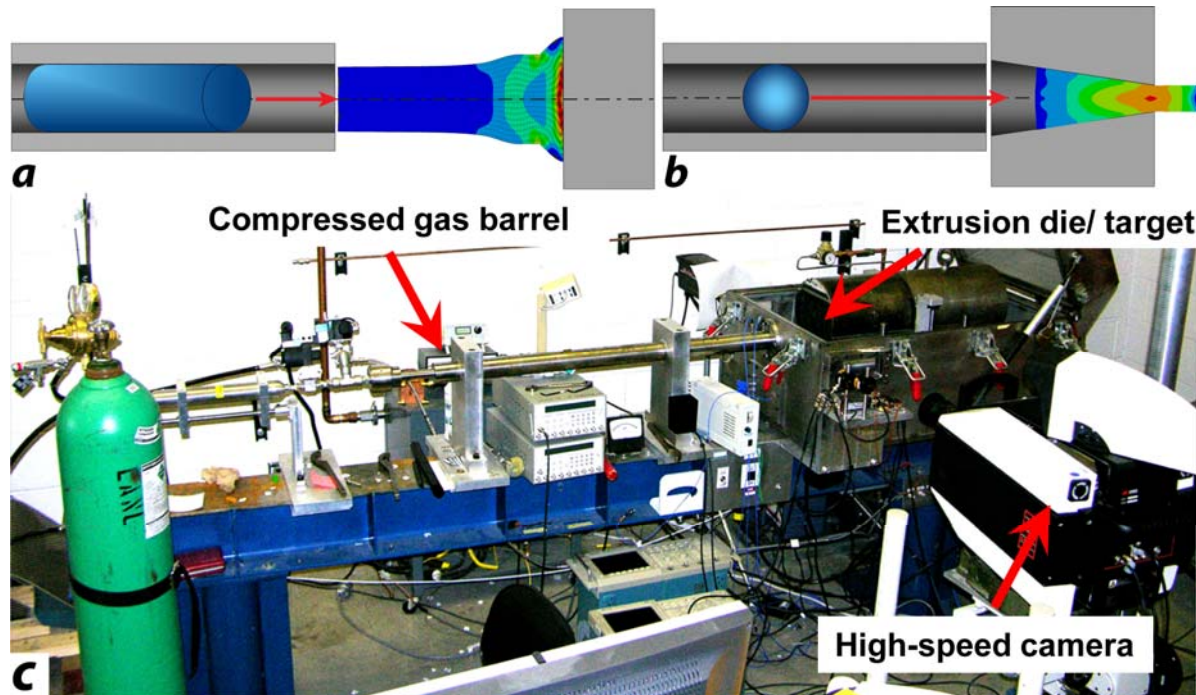 a
b
Compressed gas barrel
Extrusion die/ target
LANL
High-speed camera
c